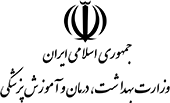 جمهوری اسلامی ایران
وزارت بهداشت، درمان و آموزش پزشکی